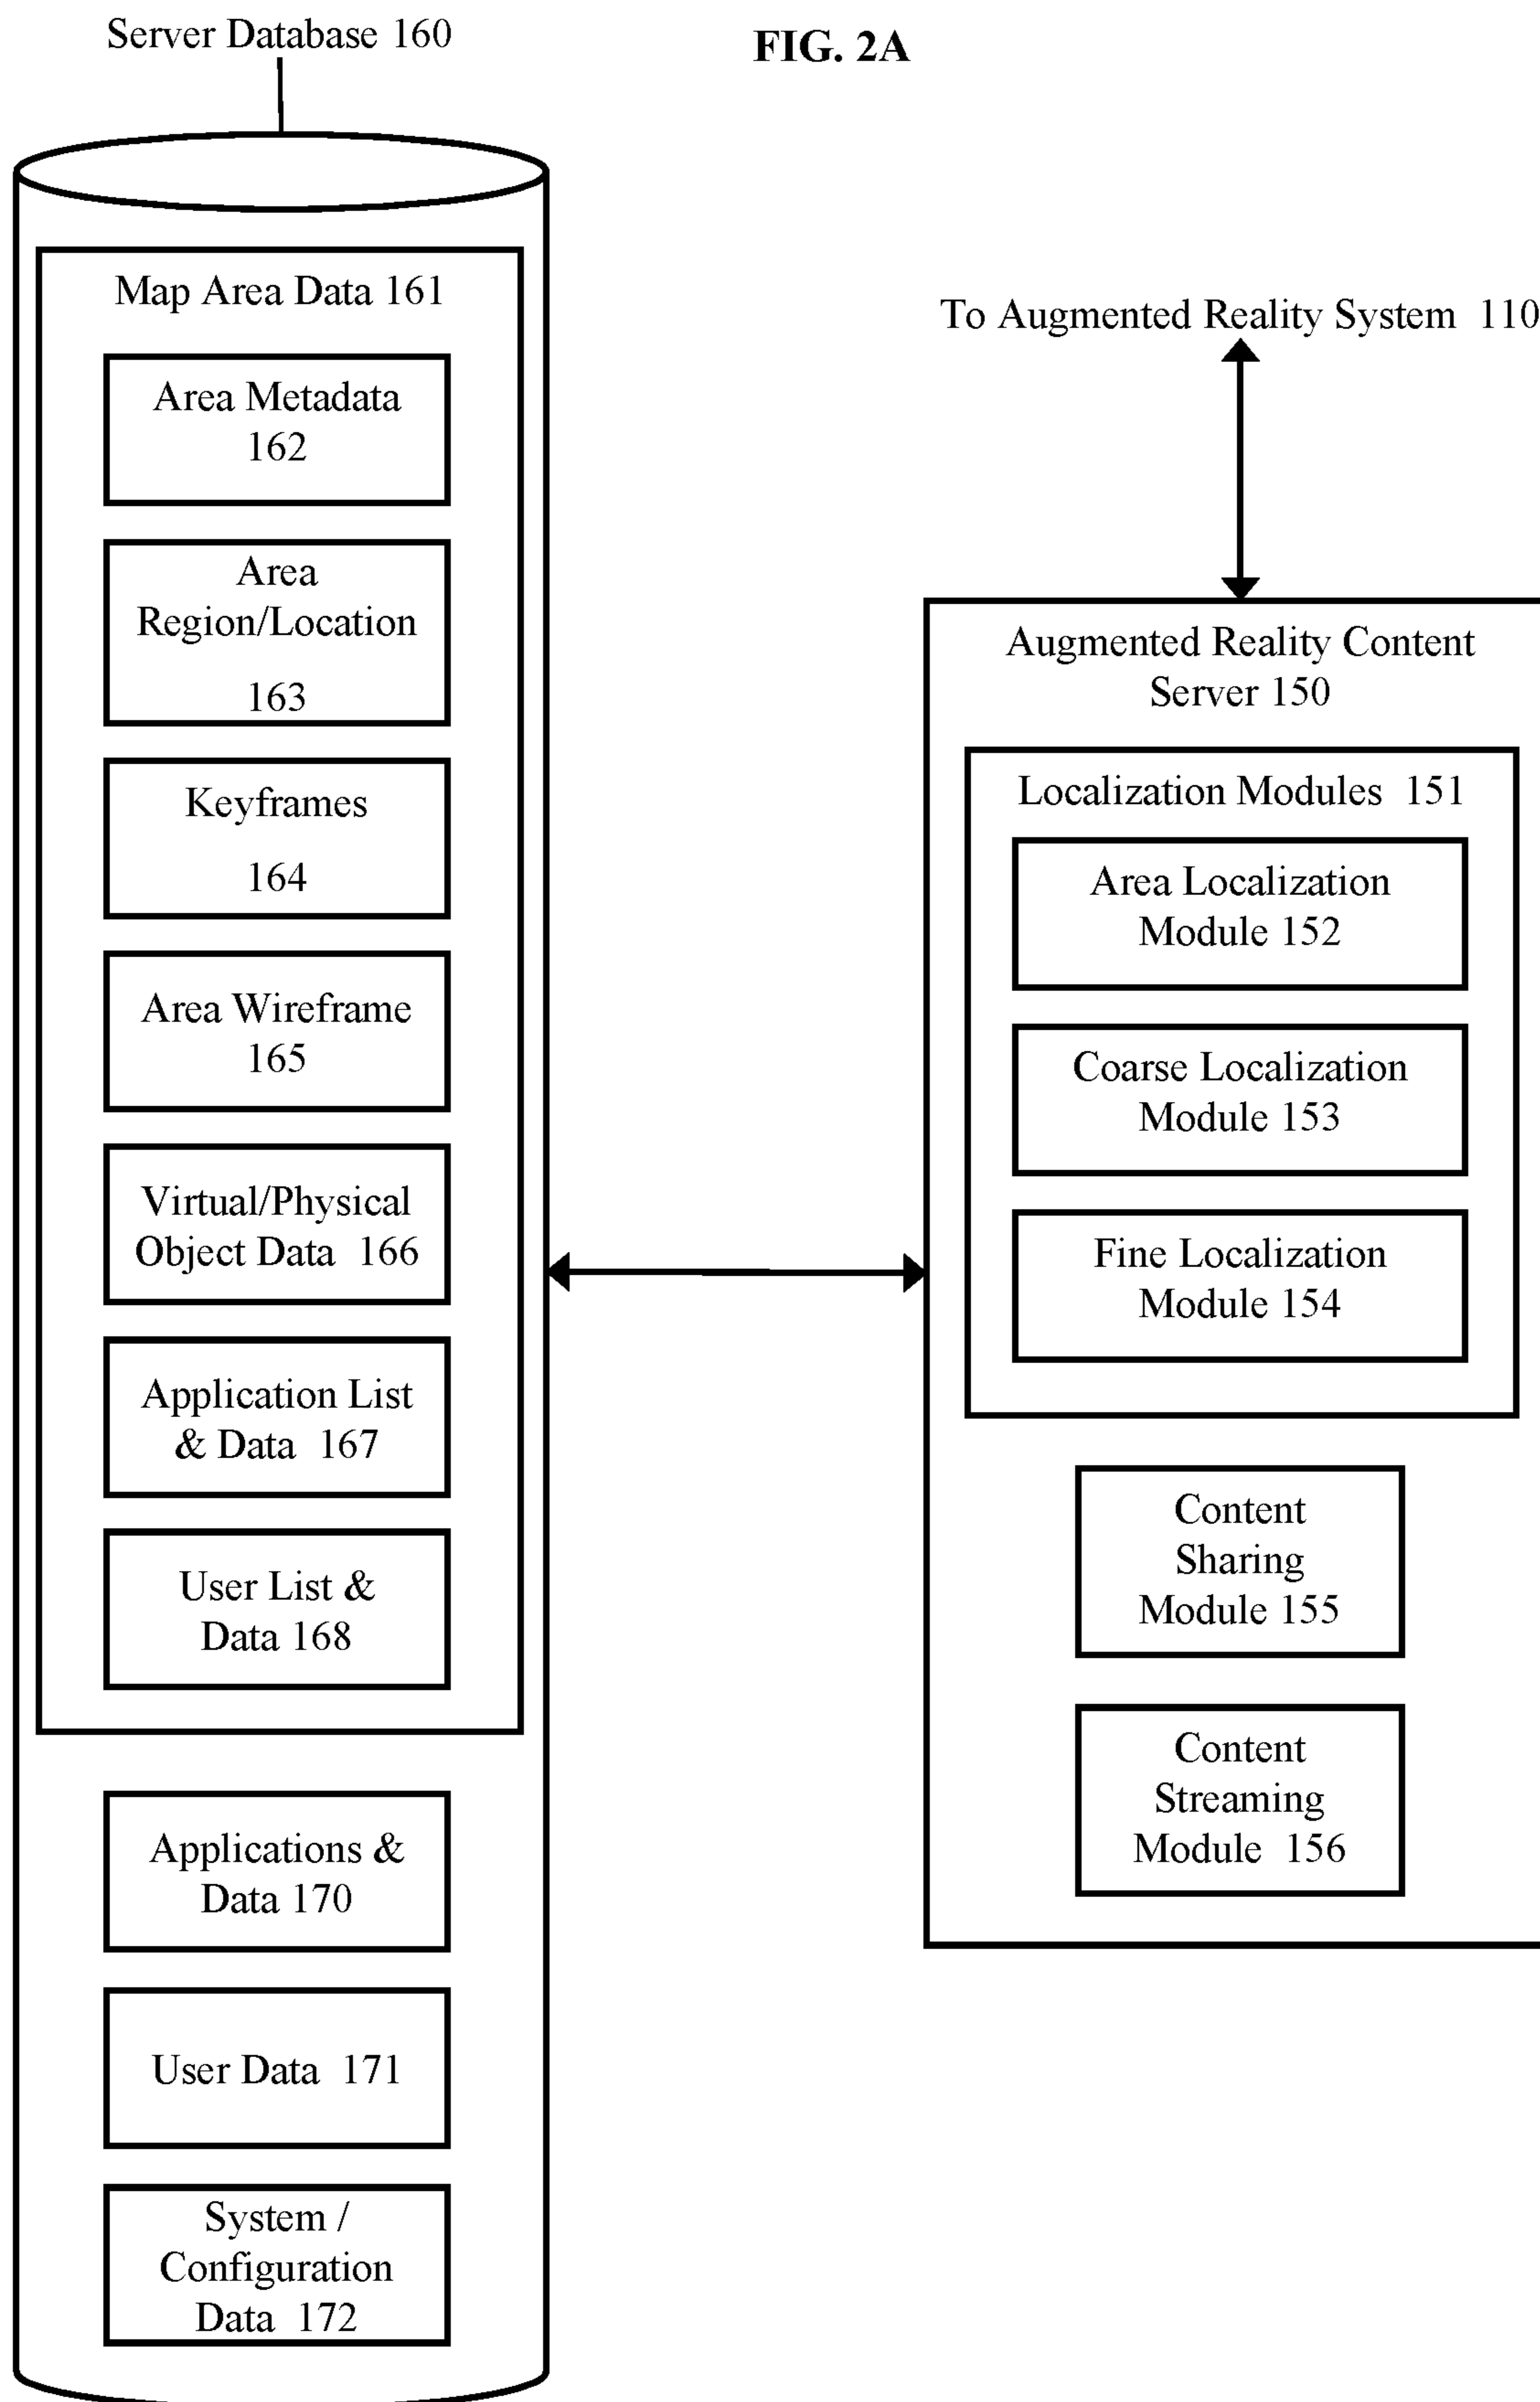 Server Database 160
FIG. 2A
Map Area Data 161
Area Metadata
162
Area
Region/Location
163
Keyframes
164
Area Wireframe
165
Virtual/Physical
Object Data 166
Application List
& Data 167
User List &
Data 168
Applications &
Data 170
User Data 171
System /
Configuration
Data 172
To Augmented Reality System 110
Augmented Reality Content
Server 150
Localization Modules 151
Area Localization
Module 152
Coarse Localization
Module 153
Fine Localization
Module 154
Content
Sharing
Module 155
Content
Streaming
Module 156